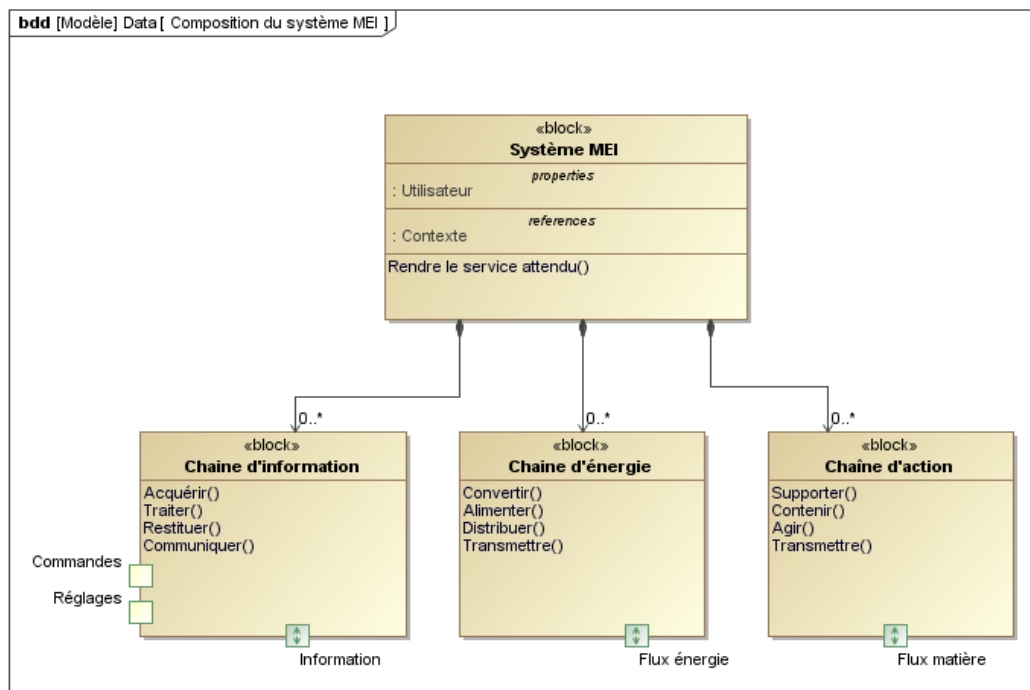 bdd [Modèle] Data [ Composition du système MEI ]
«block»
Système MEI
properties
: Utilisateur
references
: Contexte
Rendre le service attendu()
0..*
0..*
0..*
«block»
Chaine d'information
Acquérir()
Traiter()
Restituer()
Communiquer()
Commandes
Réglages
Information
«block»
Chaine d'énergie
Convertir()
Alimenter()
Distribuer()
Transmettre()
Flux énergie
«block»
Chaîne d'action
Supporter()
Contenir()
Agir()
Transmettre()
Flux matière